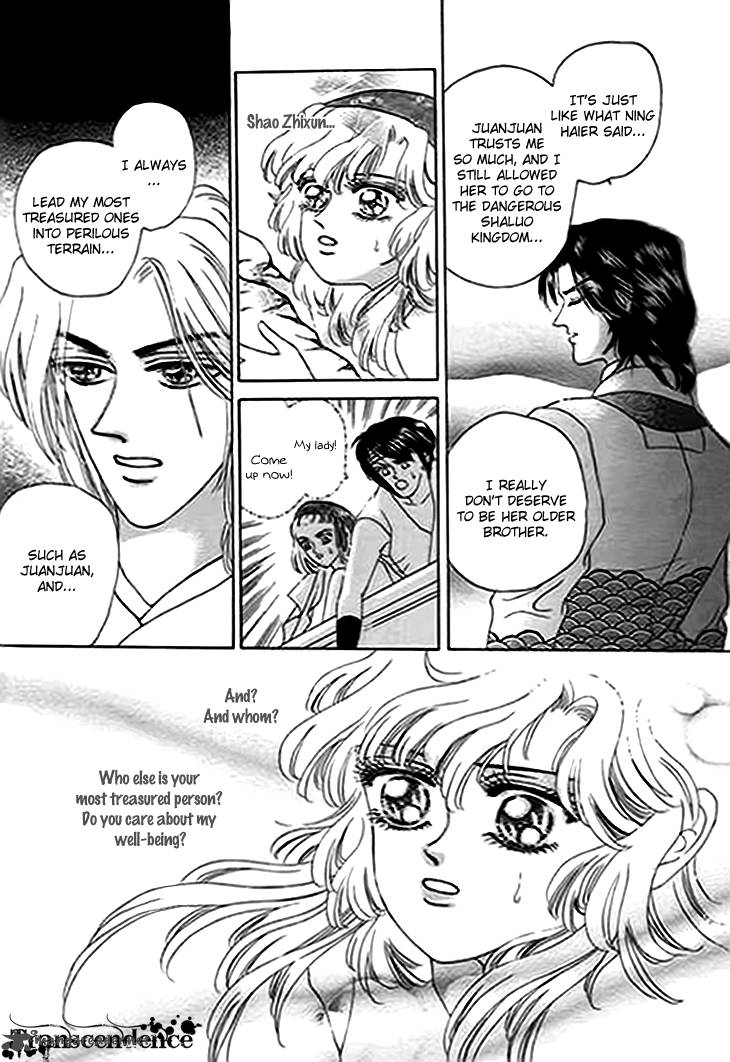 IT'S JUST
LIKE WHAT NING
HAIER SAID...
JUANJUAN
TRUSTS ME
SO MUCH, AND I
STILL ALLOWED
HER TO GO TO
THE DANGEROUS
SHALUO
KINGDOM...
I REALLY
DON'T DESERVE
TO BE HER OLDER
BROTHER.
Shao Zhixun...
My lady!
Come
up now!
I ALWAYS
...
LEAD MY MOST
TREASURED ONES
INTO PERILOUS
TERRAIN...
SUCH AS
JUANJUAN,
AND...
And?
And whom?
Who else is your
most treasured person?
Do you care about my
well-being?
Transcendence